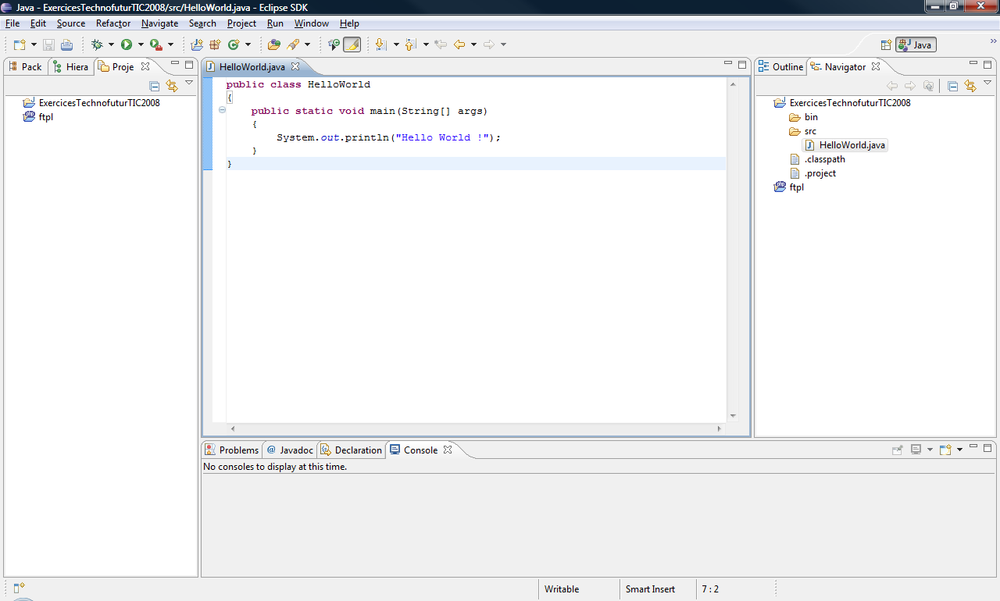 Java - ExercicesTechnofuturTIC2008/src/HelloWorld.java - Eclipse SDK
File Edit Source Refactor Navigate Search Project Run Window Help
Java
Pack Hiera Proje
ExercicesTechnofuturTIC2008
ftpl
HelloWorld.java
public class HelloWorld
{
public static void main(String[] args)
{
System.out.println("Hello World !");
}
}
Outline Navigator
ExercicesTechnofuturTIC2008
bin
src
HelloWorld.java
.classpath
.project
ftpl
Problems @ Javadoc Declaration Console
No consoles to display at this time.
Writable Smart Insert 7 : 2